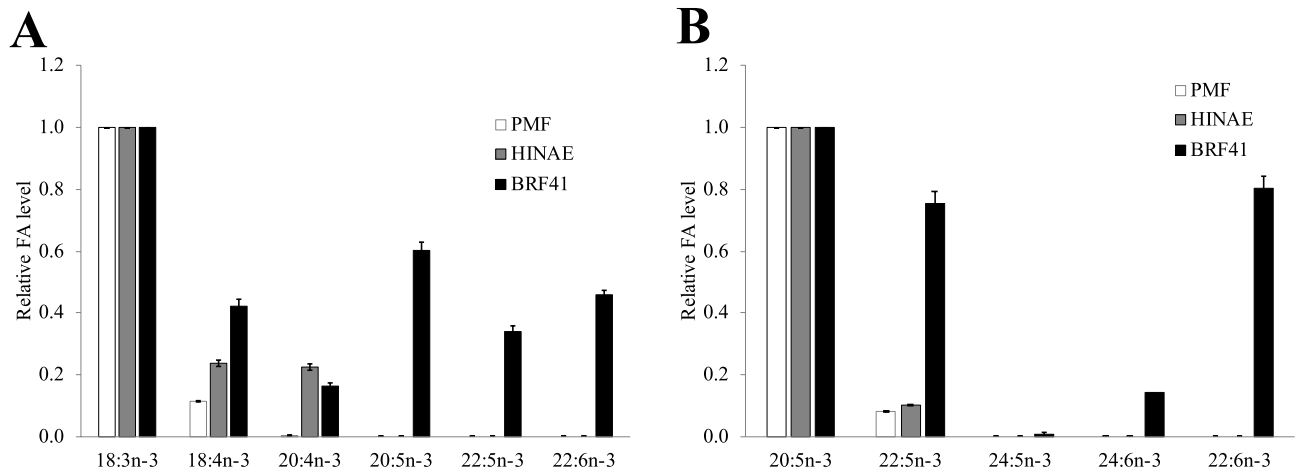 A
Relative FA level
1.2
1.0
0.8
0.6
0.4
0.2
0.0
PMF
HINAE
BRF41
18:3n-3 18:4n-3 20:4n-3 20:5n-3 22:5n-3 22:6n-3
B
Relative FA level
1.2
1.0
0.8
0.6
0.4
0.2
0.0
PMF
HINAE
BRF41
20:5n-3 22:5n-3 24:5n-3 24:6n-3 22:6n-3